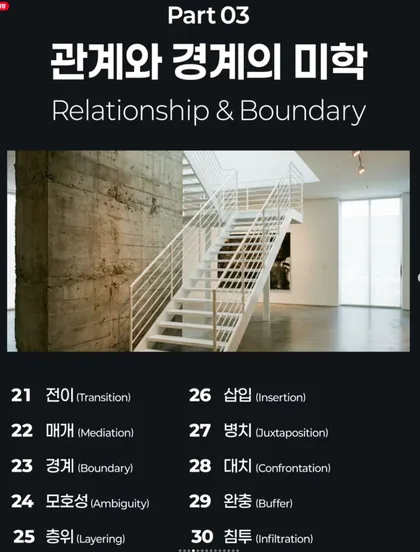 Part 03
관계와 경계의 미학
Relationship & Boundary
21 전이 (Transition)
22 매개 (Mediation)
23 경계 (Boundary)
24 모호성 (Ambiguity)
25 층위 (Layering)
26 삽입 (Insertion)
27 병치 (Juxtaposition)
28 대치 (Confrontation)
29 완충 (Buffer)
30 침투 (Infiltration)